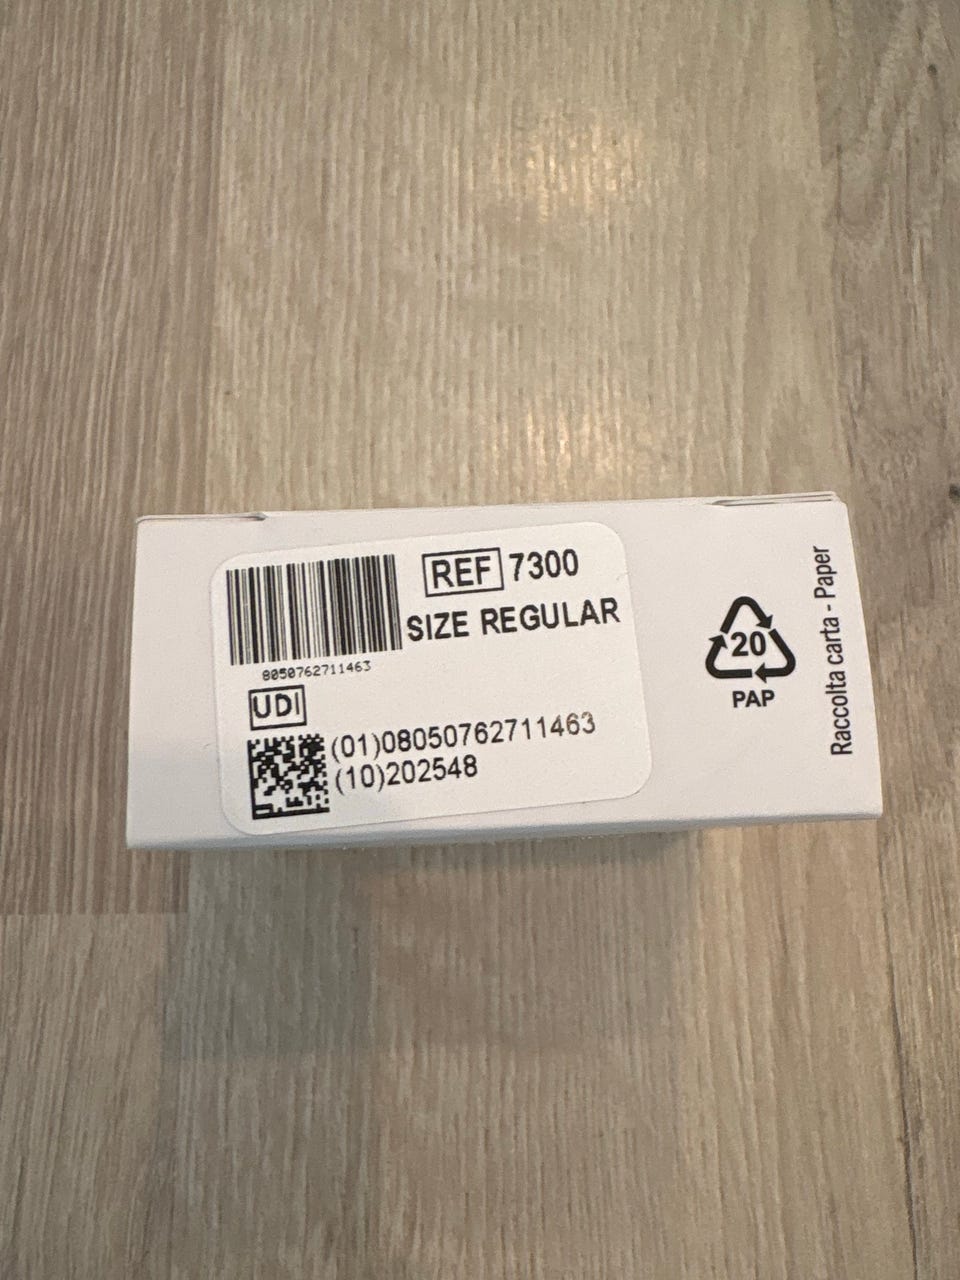 REF 7300
SIZE REGULAR
8050762711463
UDI
(01)08050762711463
(10)202548
20
PAP
Raccolta carta - Paper